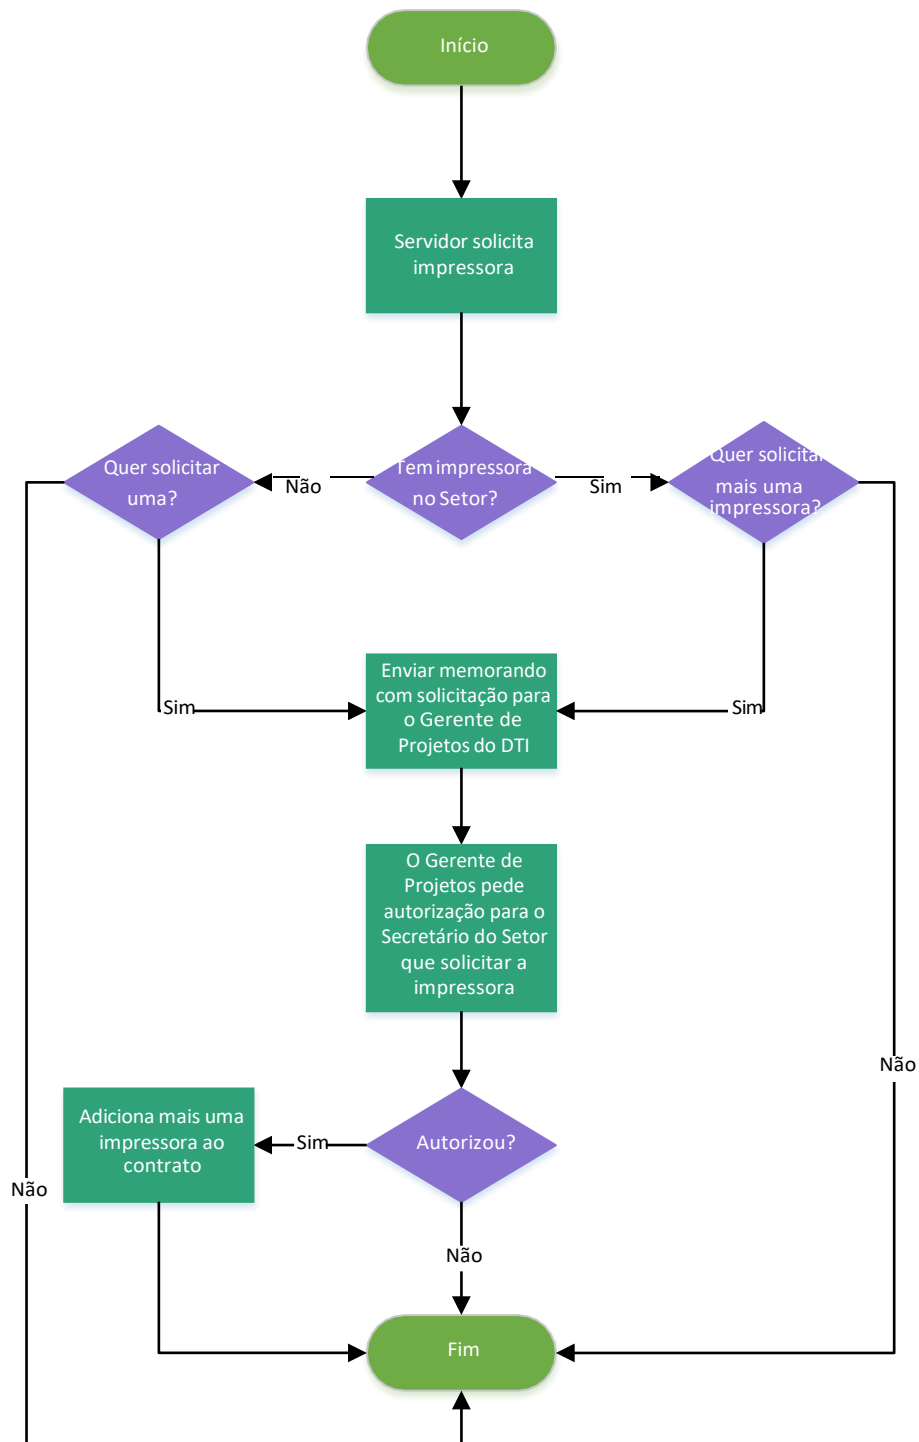 Início
Servidor solicita
impressora
Quer solicitar
uma?
Não
Tem impressora
no Setor?
Sim
Quer solicitar
mais uma
impressora?
Enviar memorando
com solicitação para
o Gerente de
Projetos do DTI
Sim
Sim
O Gerente de
Projetos pede
autorização para o
Secretário do Setor
que solicitar a
impressora
Não
Adiciona mais uma
impressora ao
contrato
Sim
Autorizou?
Não
Não
Fim